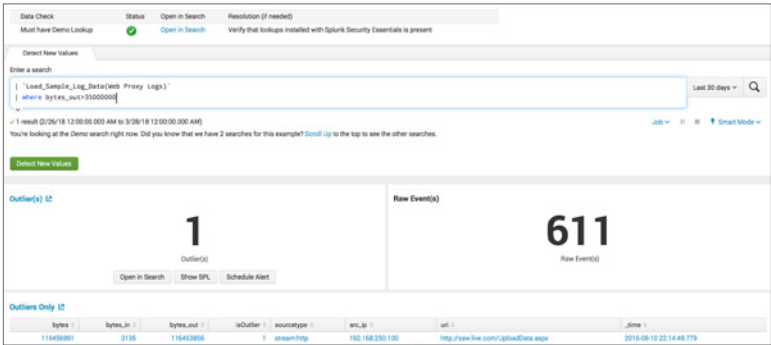 Data Check Status Open in Search Resolution (if needed)
Must have Demo Lookup Open in Search Verify that lookups installed with Splunk Security Essentials is present
Detect New Values
Enter a search
| `Load_Sample_Log_Data(Web Proxy Logs)`
| where bytes_out>35000000
Last 30 days
✓ 1 result (2/26/18 12:00:00.000 AM to 3/28/18 12:00:00.000 AM)
Job Smart Mode
You're looking at the Demo search right now. Did you know that we have 2 searches for this example? Scroll Up to the top to see the other searches.
Detect New Values
Outlier(s) Raw Event(s)
1 611
Outlier(s) Raw Event(s)
Open in Search Show SPL Schedule Alert
Outliers Only
bytes bytes_in bytes_out isOutlier sourcetype src_ip uri _time
116456991 3135 116453856 1 stream:http 192.168.250.100 http://saw.live.com/UploadData.aspx 2016-08-10 22:14:49.779